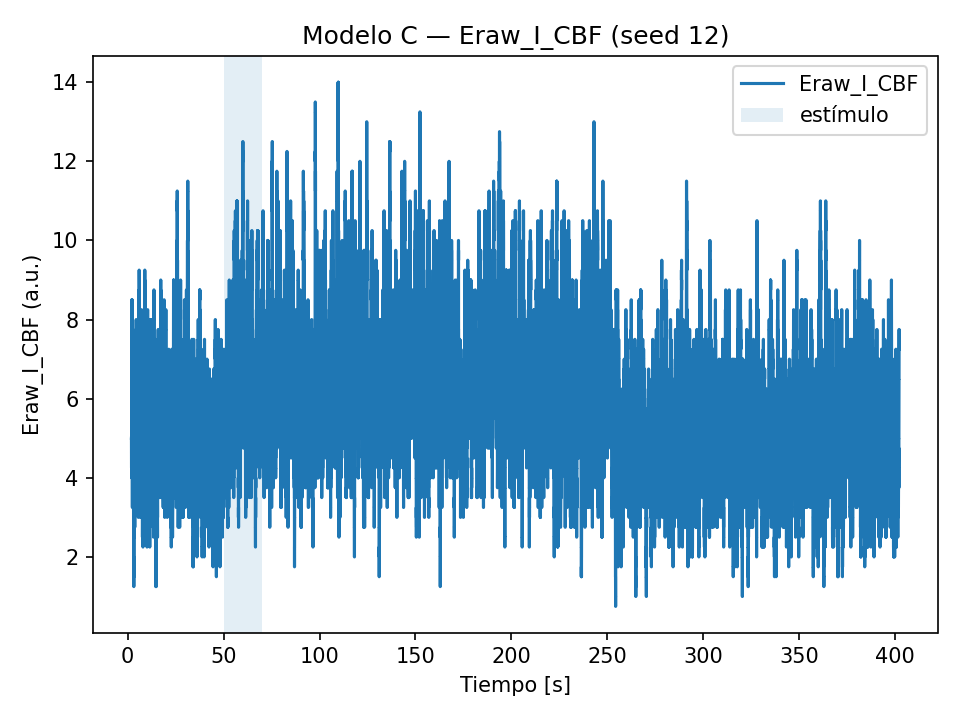 Modelo C — Eraw_I_CBF (seed 12)
Eraw_I_CBF
estímulo
14
12
10
8
6
4
2
Eraw_I_CBF (a.u.)
0 50 100 150 200 250 300 350 400
Tiempo [s]